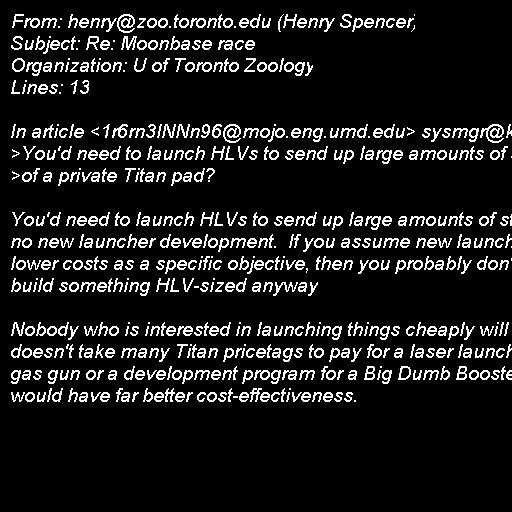 From: henry@zoo.toronto.edu (Henry Spencer)
Subject: Re: Moonbase race
Organization: U of Toronto Zoology
Lines: 13

In article <1r6rn3INNn96@mojo.eng.umd.edu> sysmgr@k
>You'd need to launch HLVs to send up large amounts of
>of a private Titan pad?

You'd need to launch HLVs to send up large amounts of st
no new launcher development.  If you assume new launch
lower costs as a specific objective, then you probably don'
build something HLV-sized anyway

Nobody who is interested in launching things cheaply will
doesn't take many Titan pricetags to pay for a laser launch
gas gun or a development program for a Big Dumb Booste
would have far better cost-effectiveness.